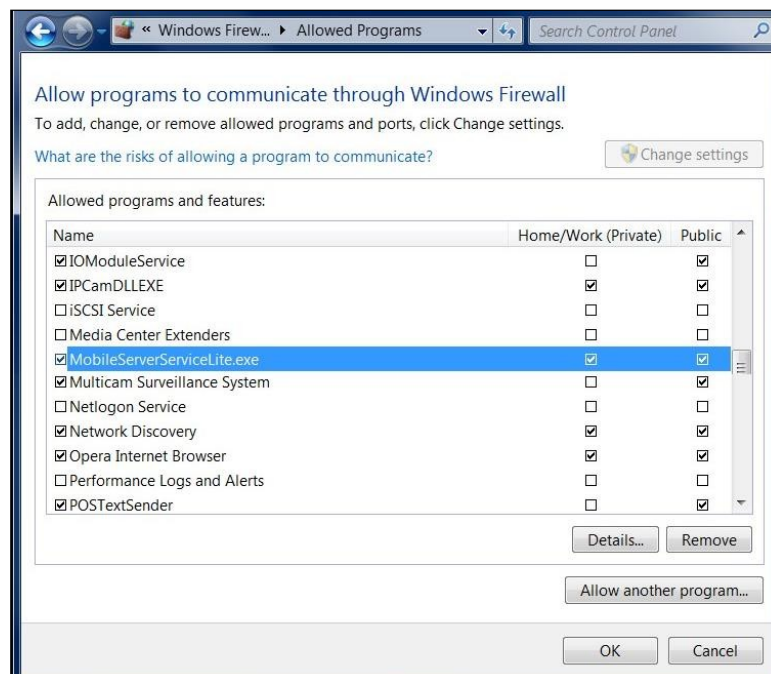 « Windows Firew... ▸ Allowed Programs Search Control Panel
Allow programs to communicate through Windows Firewall
To add, change, or remove allowed programs and ports, click Change settings.
What are the risks of allowing a program to communicate? Change settings
Allowed programs and features:
Name Home/Work (Private) Public
IOModuleService
IPCamDLLEXE
iSCSI Service
Media Center Extenders
MobileServerServiceLite.exe
Multicam Surveillance System
Netlogon Service
Network Discovery
Opera Internet Browser
Performance Logs and Alerts
POSTextSender
Details... Remove
Allow another program...
OK Cancel